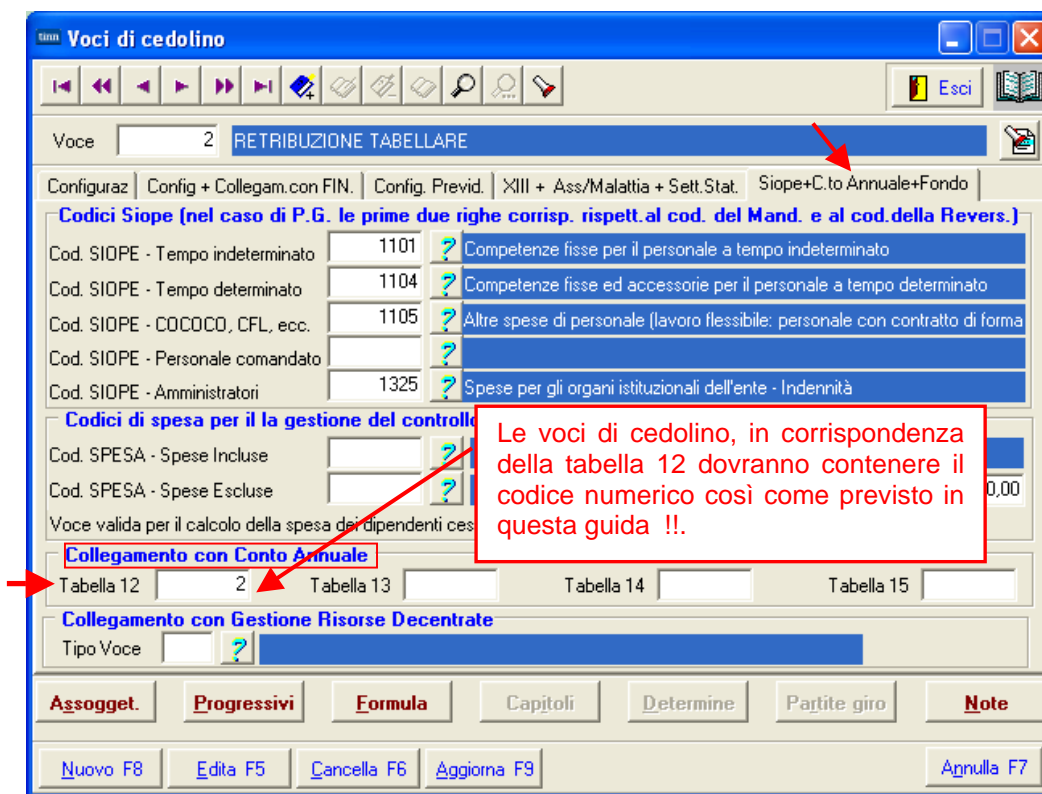 tinn Voci di cedolino
Esci
Voce 2 RETRIBUZIONE TABELLARE
Configuraz Config + Collegam.con FIN. Config. Previd. XIII + Ass/Malattia + Sett.Stat. Siope+C.to Annuale+Fondo
Codici Siope (nel caso di P.G. le prime due righe corrisp. rispett.al cod. del Mand. e al cod.della Revers.)
Cod. SIOPE - Tempo indeterminato 1101 ? Competenze fisse per il personale a tempo indeterminato
Cod. SIOPE - Tempo determinato 1104 ? Competenze fisse ed accessorie per il personale a tempo determinato
Cod. SIOPE - COCOCO, CFL, ecc. 1105 ? Altre spese di personale (lavoro flessibile: personale con contratto di forma
Cod. SIOPE - Personale comandato ?
Cod. SIOPE - Amministratori 1325 ? Spese per gli organi istituzionali dell'ente - Indennità
Codici di spesa per il la gestione del controllo
Cod. SPESA - Spese Incluse ?
Cod. SPESA - Spese Escluse ? 0,00
Voce valida per il calcolo della spesa dei dipendenti ces
Le voci di cedolino, in corrispondenza
della tabella 12 dovranno contenere il
codice numerico così come previsto in
questa guida !!.
Collegamento con Conto Annuale
Tabella 12 2 Tabella 13 Tabella 14 Tabella 15
Collegamento con Gestione Risorse Decentrate
Tipo Voce ?
Assogget. Progressivi Formula Capitoli Determine Partite giro Note
Nuovo F8 Edita F5 Cancella F6 Aggiorna F9 Annulla F7